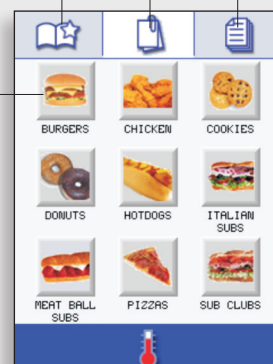 BURGERS CHICKEN COOKIES
DONUTS HOTDOGS ITALIAN
SUBS
MEAT BALL PIZZAS SUB CLUBS
SUBS